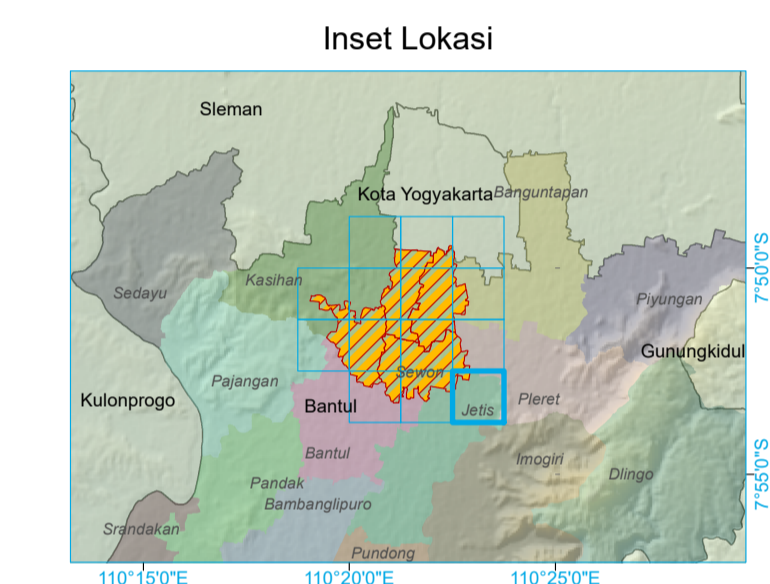 Inset Lokasi
Sleman
Kota Yogyakarta
Banguntapan
7°50'0"S
Kasihan
Sedayu
Piyungan
Gunungkidul
Sewon
Pajangan
Kulonprogo
Bantul
Jetis
Pleret
Bantul
Imogiri
Dlingo
7°55'0"S
Pandak
Bambanglipuro
Srandakan
Pundong
110°15'0"E
110°20'0"E
110°25'0"E